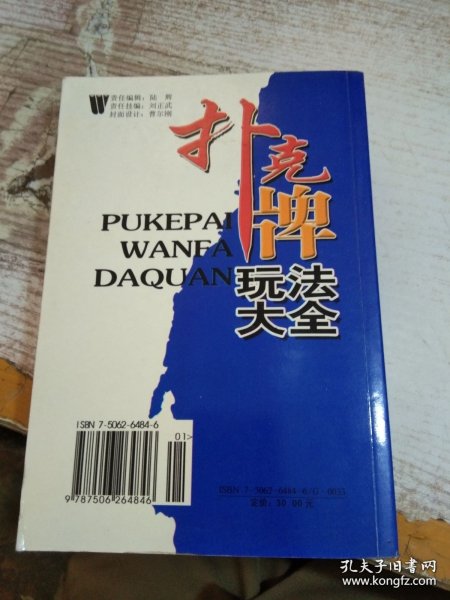 责任编辑：陆 辉
责任技编：刘正武
封面设计：曹尔刚
扑克牌
PUKEPAI
WANFA
DAQUAN
玩法
大全
ISBN 7-5062-6484-6
01>
9 787506 264846
ISBN 7-5062-6484-6/G·0033
定价：30.00元
孔夫子旧书网
www.kongfz.com